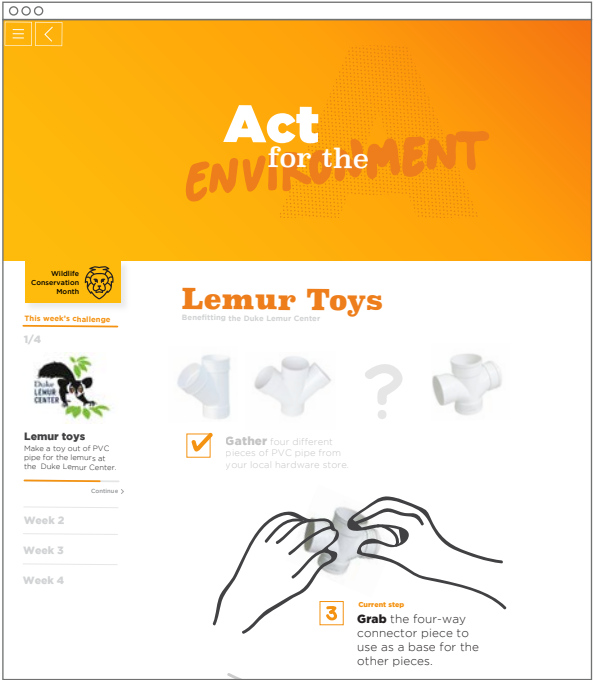 Act
for the
ENVIRONMENT
Wildlife
Conservation
Month
This week's challenge
1/4
Duke
LEMUR
CENTER
Lemur toys
Make a toy out of PVC
pipe for the lemurs at
the Duke Lemur Center.
Continue >
Week 2
Week 3
Week 4
Lemur Toys
Benefitting the Duke Lemur Center
?
Gather four different
pieces of PVC pipe from
your local hardware store.
3
Current step
Grab the four-way
connector piece to
use as a base for the
other pieces.